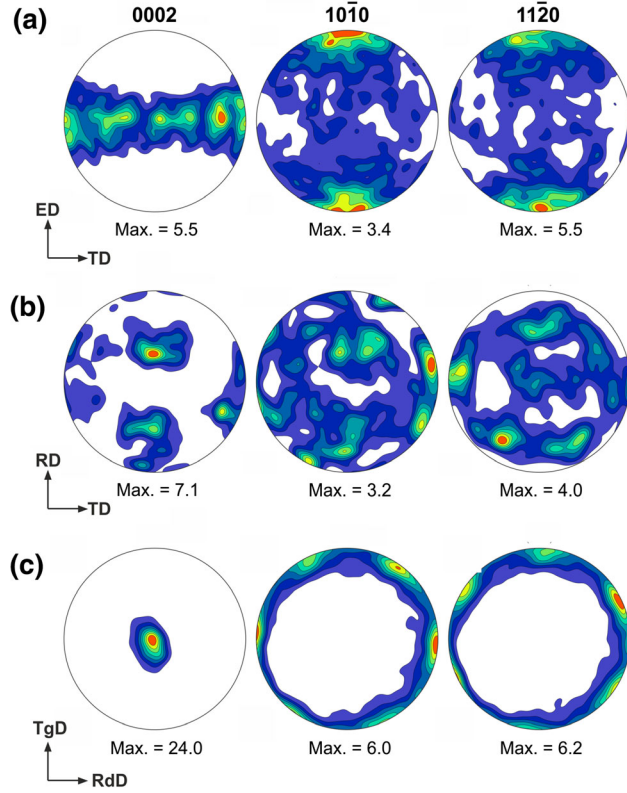 (a) 0002 101̄0 112̄0
ED
TD
Max. = 5.5 Max. = 3.4 Max. = 5.5
(b)
RD
TD
Max. = 7.1 Max. = 3.2 Max. = 4.0
(c)
TgD
RdD
Max. = 24.0 Max. = 6.0 Max. = 6.2